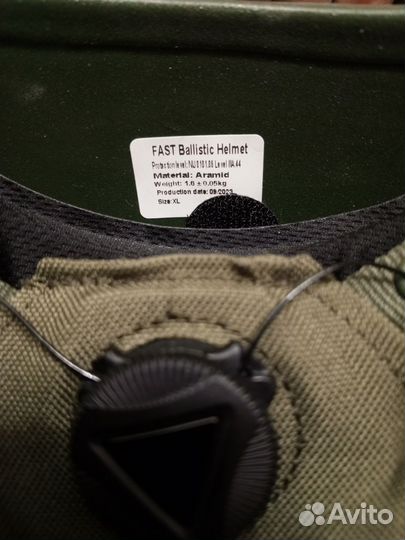 FAST Ballistic Helmet
Protection level: NIJ 0101.06 Level IIIA.44
Material: Aramid
Weight: 1.6 ± 0.05kg
Production date: 09/2023
Size: XL
Avito